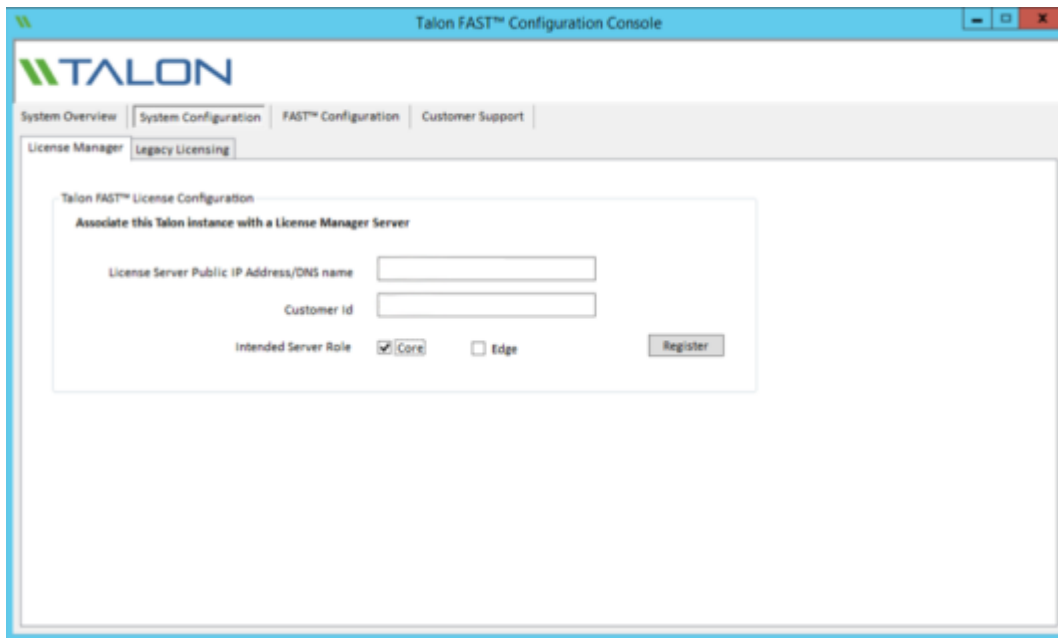 Talon FAST™ Configuration Console
TALON
System Overview System Configuration FAST™ Configuration Customer Support
License Manager Legacy Licensing
Talon FAST™ License Configuration
Associate this Talon instance with a License Manager Server
License Server Public IP Address/DNS name
Customer Id
Intended Server Role Core Edge Register